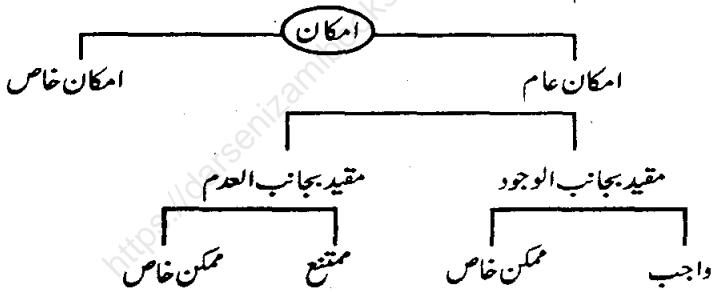 امکان
امکان عام امکان خاص
مقید بجانب الوجود مقید بجانب العدم
واجب ممکن خاص ممتنع ممکن خاص